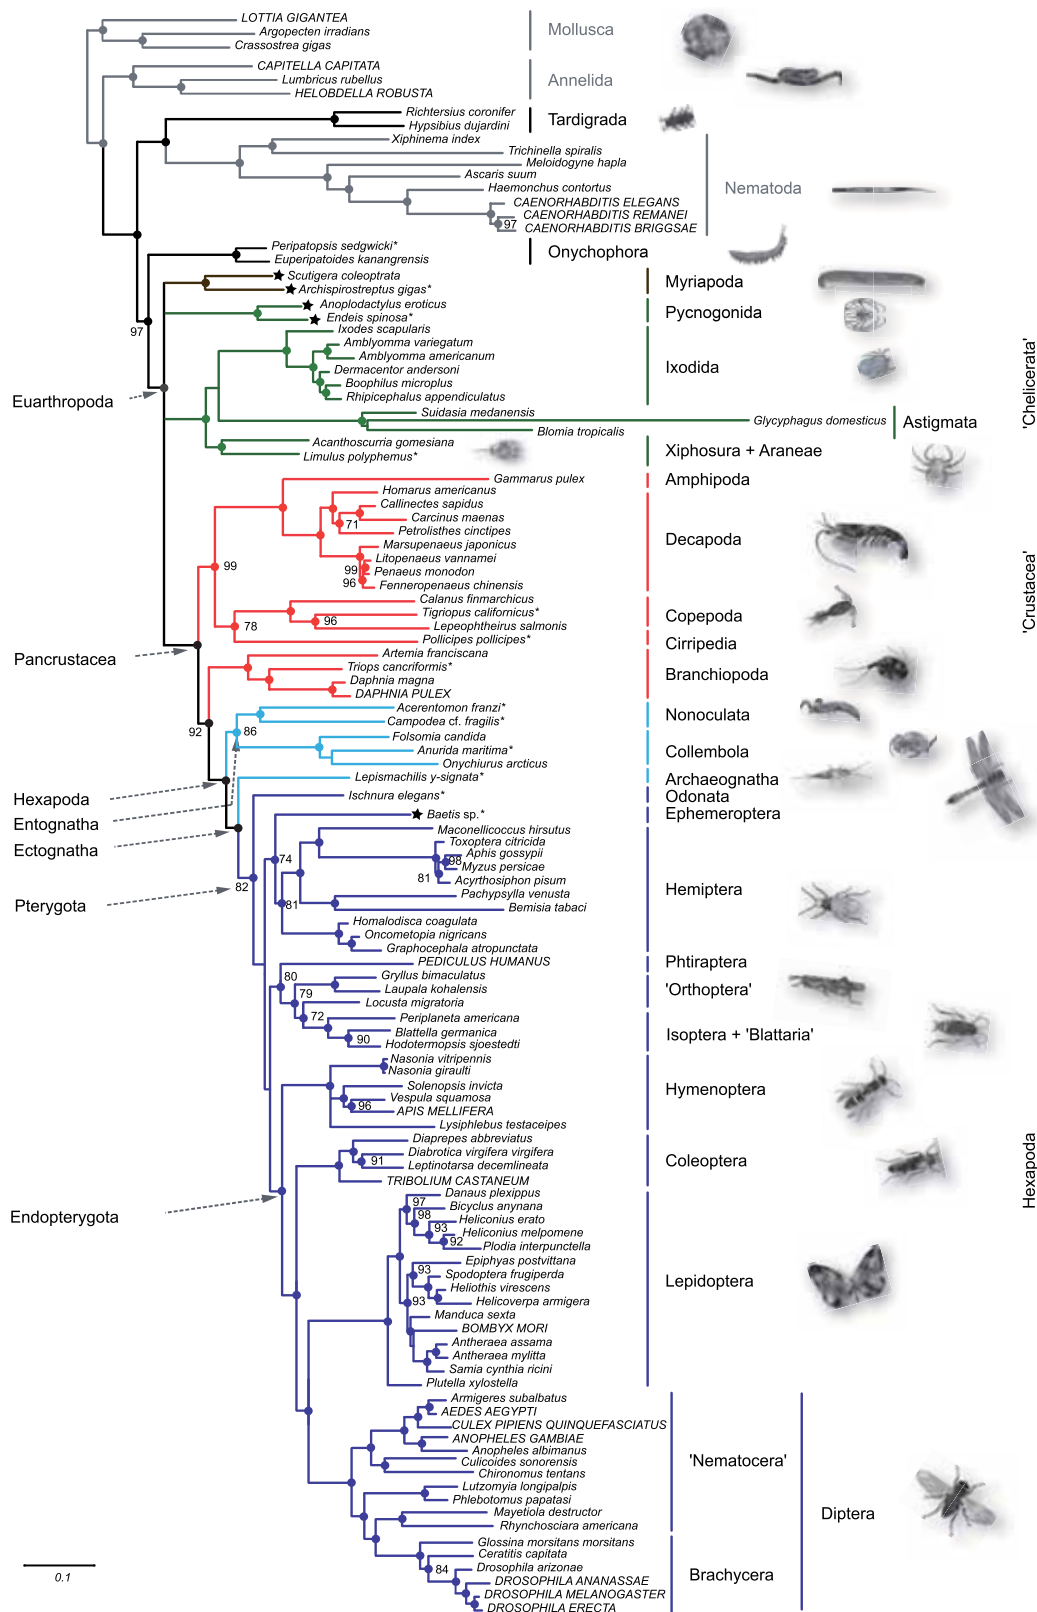 LOTTIA GIGANTEA
Argopecten irradians
Crassostrea gigas
Mollusca
CAPITELLA CAPITATA
Lumbricus rubellus
HELOBDELLA ROBUSTA
Annelida
Richtersius coronifer
Hypsibius dujardini
Tardigrada
Xiphinema index
Trichinella spiralis
Meloidogyne hapla
Ascaris suum
Haemonchus contortus
CAENORHABDITIS ELEGANS
CAENORHABDITIS REMANEI
97
CAENORHABDITIS BRIGGSAE
Nematoda
Peripatopsis sedgwicki*
Euperipatoides kanangrensis
Onychophora
Scutigera coleoptrata
Archispirostreptus gigas*
Myriapoda
Anoplodactylus eroticus
Endeis spinosa*
Pycnogonida
97
Ixodes scapularis
Amblyomma variegatum
Amblyomma americanum
Dermacentor andersoni
Boophilus microplus
Rhipicephalus appendiculatus
Ixodida
Euarthropoda
Suidasia medanensis
Glycyphagus domesticus
Blomia tropicalis
Astigmata
Acanthoscurria gomesiana
Limulus polyphemus*
Xiphosura + Araneae
'Chelicerata'
Gammarus pulex
Amphipoda
Homarus americanus
Callinectes sapidus
Carcinus maenas
71
Petrolisthes cinctipes
Marsupenaeus japonicus
Litopenaeus vannamei
99
Penaeus monodon
96
Fenneropenaeus chinensis
Decapoda
99
Calanus finmarchicus
Tigriopus californicus*
96
Lepeophtheirus salmonis
Copepoda
78
Pollicipes pollicipes*
Cirripedia
'Crustacea'
Pancrustacea
Artemia franciscana
Triops cancriformis*
Daphnia magna
DAPHNIA PULEX
Branchiopoda
92
Acerentomon franzi*
Campodea cf. fragilis*
Nonoculata
86
Folsomia candida
Anurida maritima*
Onychiurus arcticus
Collembola
Lepismachilis y-signata*
Archaeognatha
Hexapoda
Ischnura elegans*
Odonata
Entognatha
Baetis sp.*
Ephemeroptera
Ectognatha
82
Pterygota
74
Maconellicoccus hirsutus
Toxoptera citricida
Aphis gossypii
98
Myzus persicae
81
Acyrthosiphon pisum
Pachypsylla venusta
81
Bemisia tabaci
Homalodisca coagulata
Oncometopia nigricans
Graphocephala atropunctata
Hemiptera
PEDICULUS HUMANUS
Phtiraptera
80
Gryllus bimaculatus
Laupala kohalensis
79
Locusta migratoria
'Orthoptera'
72
Periplaneta americana
Blattella germanica
90
Hodotermopsis sjoestedti
Isoptera + 'Blattaria'
Nasonia vitripennis
Nasonia giraulti
Solenopsis invicta
Vespula squamosa
96
APIS MELLIFERA
Lysiphlebus testaceipes
Hymenoptera
Diaprepes abbreviatus
Diabrotica virgifera virgifera
91
Leptinotarsa decemlineata
TRIBOLIUM CASTANEUM
Coleoptera
Hexapoda
Endopterygota
Danaus plexippus
97
Bicyclus anynana
98
Heliconius erato
93
Heliconius melpomene
92
Plodia interpunctella
Epiphyas postvittana
93
Spodoptera frugiperda
Heliothis virescens
93
Helicoverpa armigera
Manduca sexta
BOMBYX MORI
Antheraea assama
Antheraea mylitta
Samia cynthia ricini
Plutella xylostella
Lepidoptera
Armigeres subalbatus
AEDES AEGYPTI
CULEX PIPIENS QUINQUEFASCIATUS
ANOPHELES GAMBIAE
Anopheles albimanus
Culicoides sonorensis
Chironomus tentans
Lutzomyia longipalpis
Phlebotomus papatasi
Mayetiola destructor
Rhynchosciara americana
'Nematocera'
Glossina morsitans morsitans
Ceratitis capitata
84
Drosophila arizonae
DROSOPHILA ANANASSAE
DROSOPHILA MELANOGASTER
DROSOPHILA ERECTA
Brachycera
Diptera
0.1